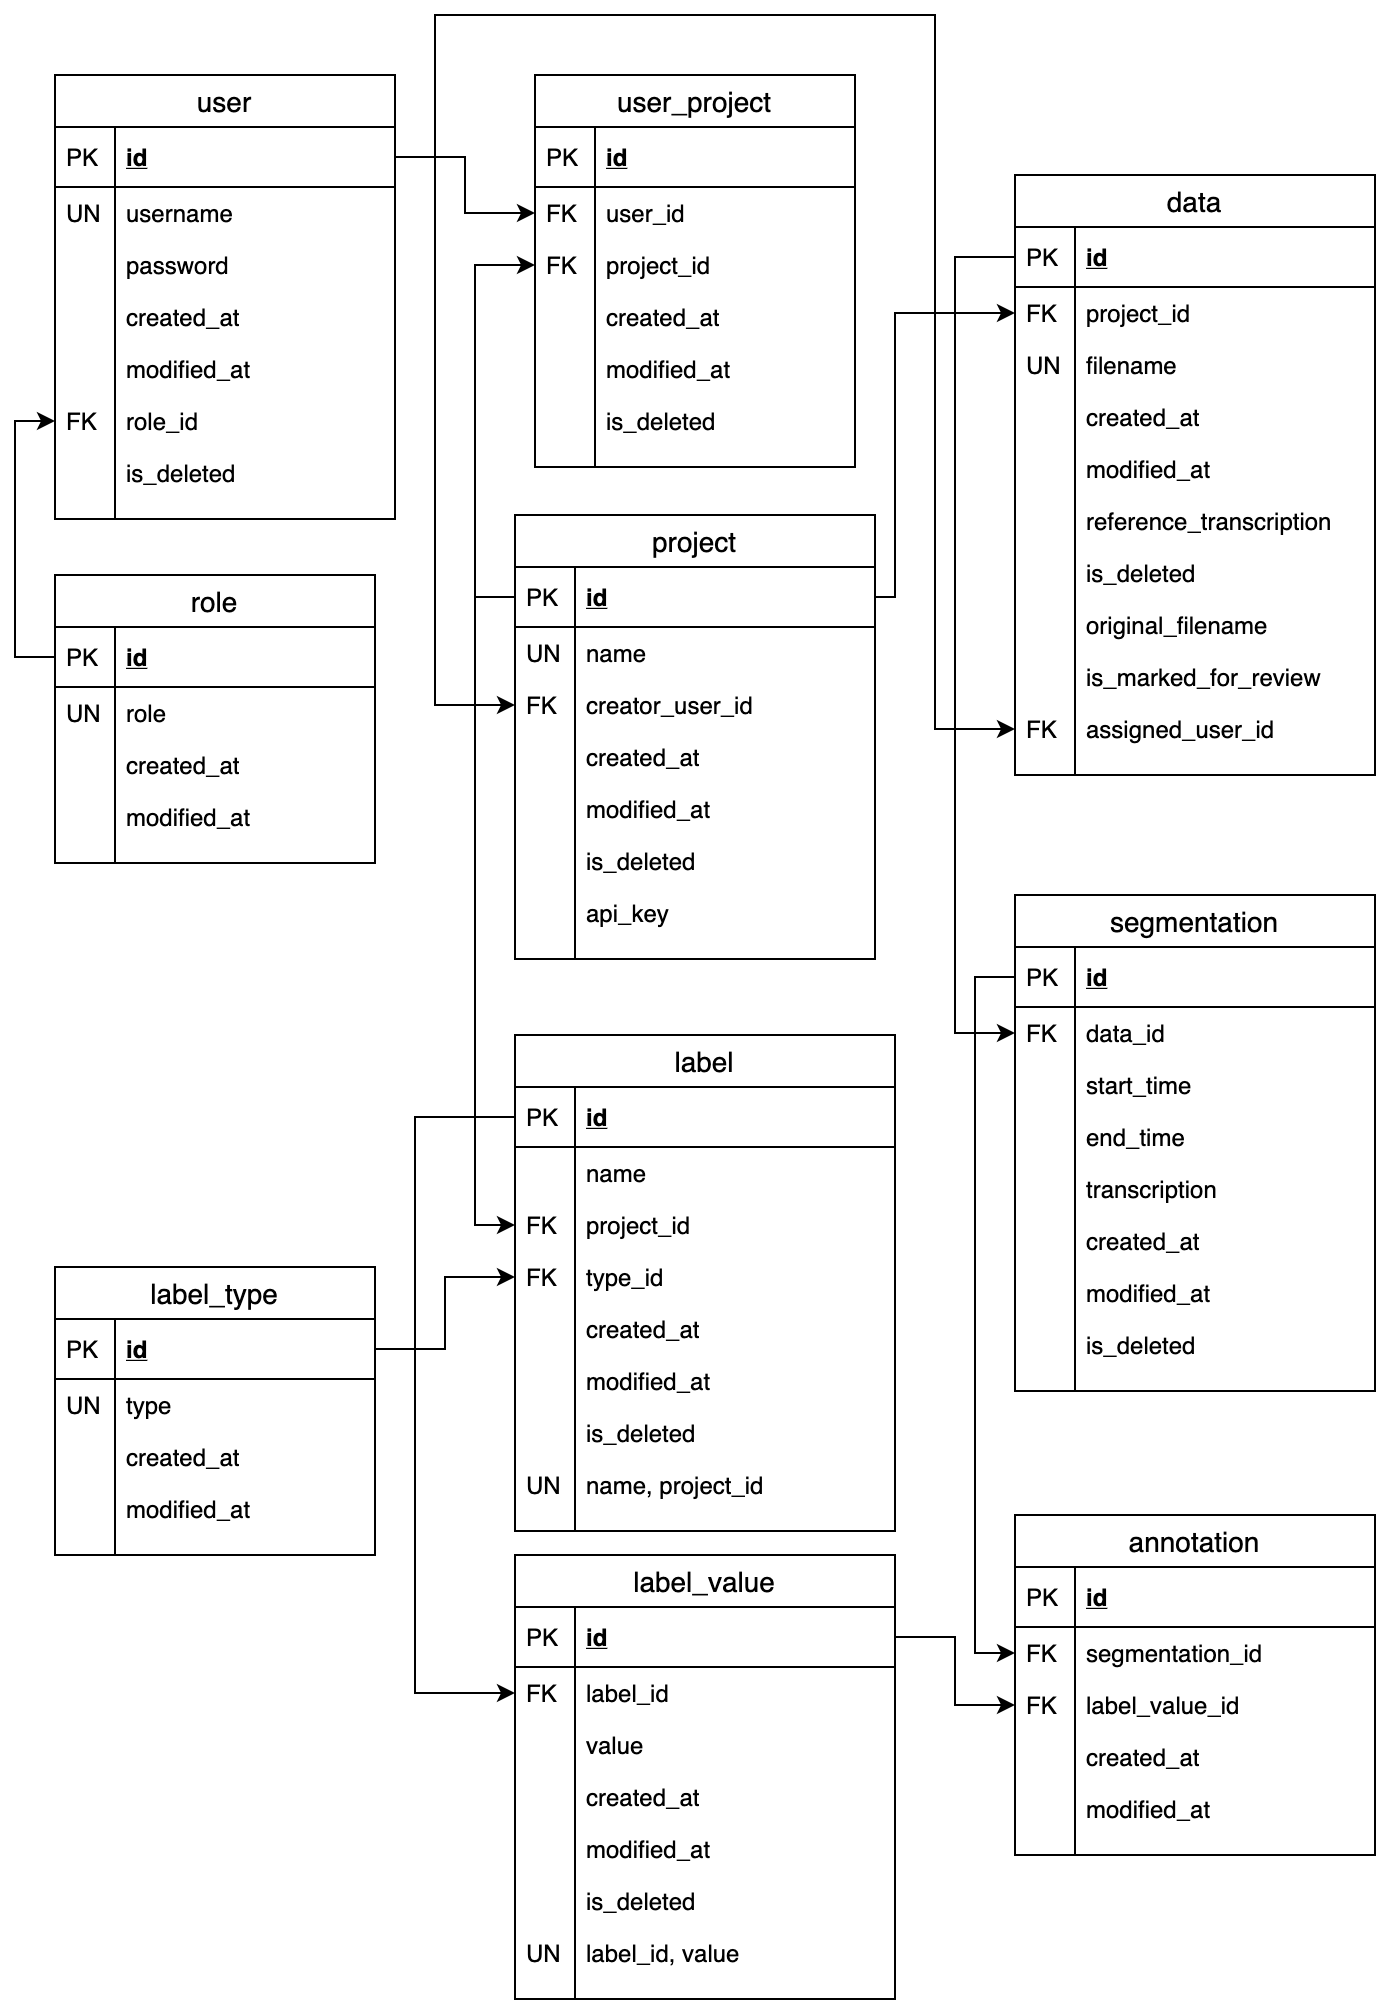 user
PK id
UN username
password
created_at
modified_at
FK role_id
is_deleted
user_project
PK id
FK user_id
FK project_id
created_at
modified_at
is_deleted
data
PK id
FK project_id
UN filename
created_at
modified_at
reference_transcription
is_deleted
original_filename
is_marked_for_review
FK assigned_user_id
role
PK id
UN role
created_at
modified_at
project
PK id
UN name
FK creator_user_id
created_at
modified_at
is_deleted
api_key
segmentation
PK id
FK data_id
start_time
end_time
transcription
created_at
modified_at
is_deleted
label
PK id
name
FK project_id
FK type_id
created_at
modified_at
is_deleted
UN name, project_id
label_type
PK id
UN type
created_at
modified_at
label_value
PK id
FK label_id
value
created_at
modified_at
is_deleted
UN label_id, value
annotation
PK id
FK segmentation_id
FK label_value_id
created_at
modified_at